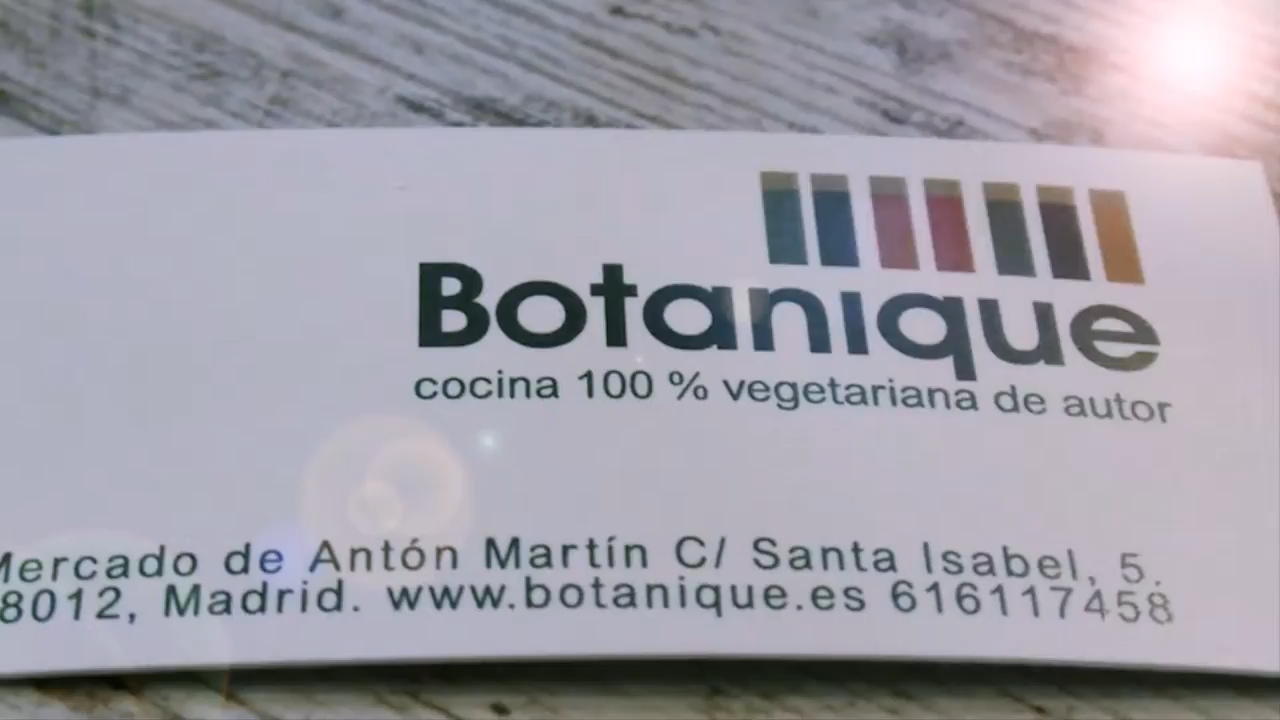 Botanique
cocina 100 % vegetariana de autor
Mercado de Antón Martín C/ Santa Isabel, 5.
8012, Madrid. www.botanique.es 616117458